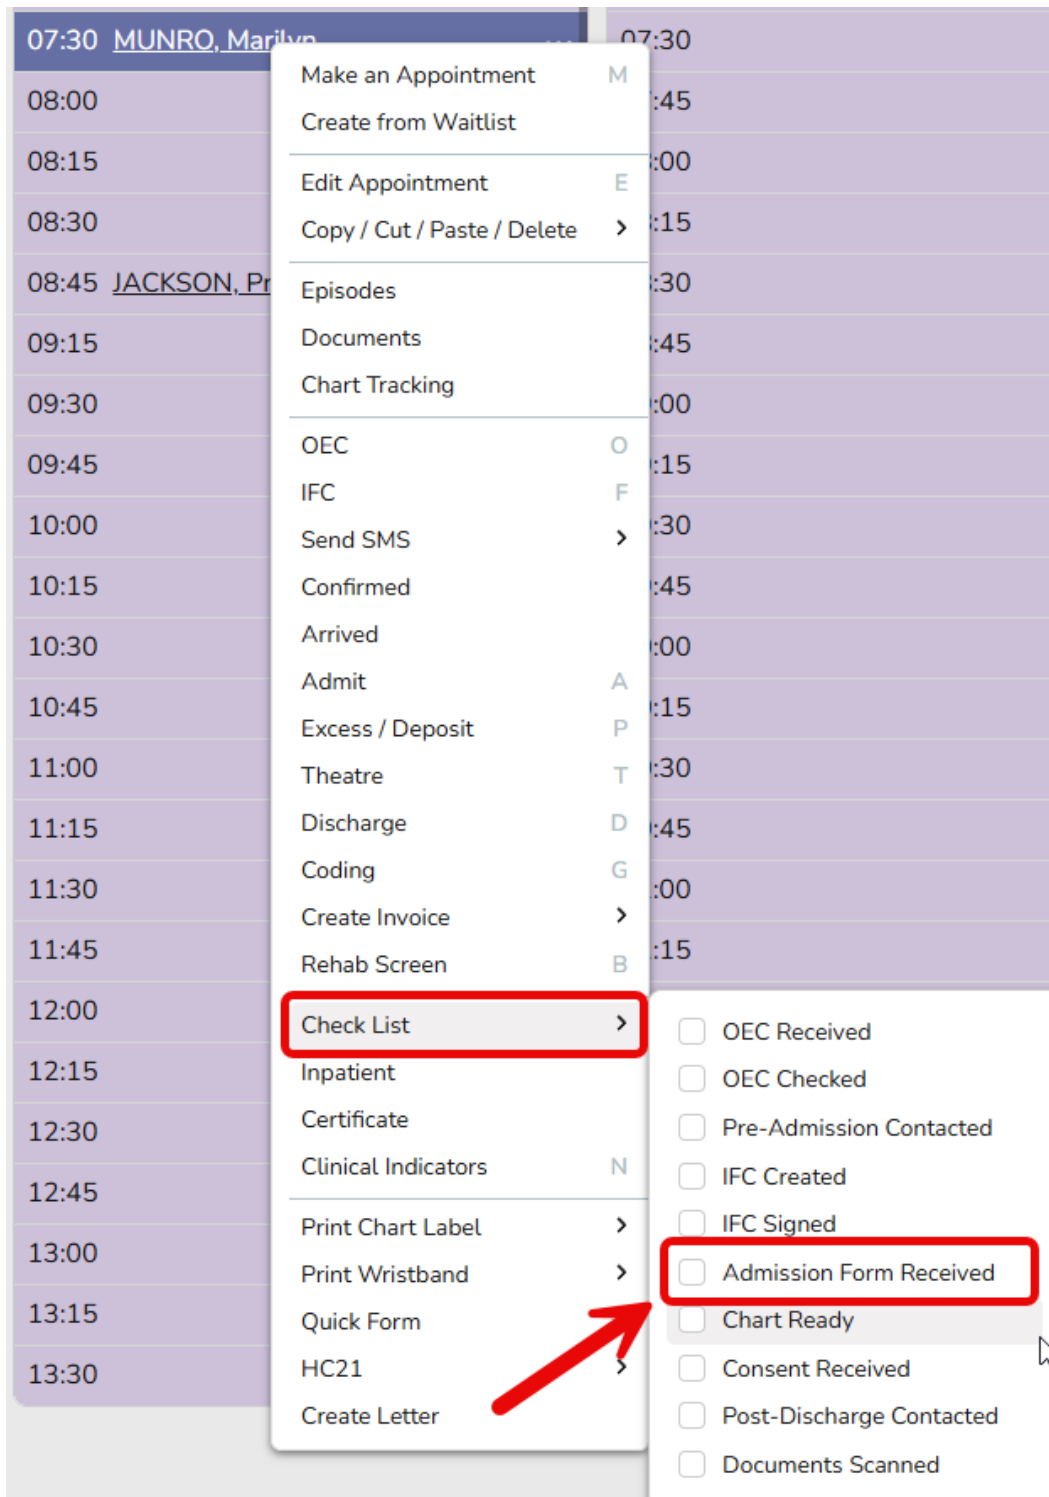 07:30 MUNRO, Marilyn
08:00
08:15
08:30
08:45 JACKSON, Pr
09:15
09:30
09:45
10:00
10:15
10:30
10:45
11:00
11:15
11:30
11:45
12:00
12:15
12:30
12:45
13:00
13:15
13:30
Make an Appointment M
Create from Waitlist
Edit Appointment E
Copy / Cut / Paste / Delete
Episodes
Documents
Chart Tracking
OEC O
IFC F
Send SMS
Confirmed
Arrived
Admit A
Excess / Deposit P
Theatre T
Discharge D
Coding G
Create Invoice
Rehab Screen B
Check List
Inpatient
Certificate
Clinical Indicators N
Print Chart Label
Print Wristband
Quick Form
HC21
Create Letter
07:30
:45
:00
:15
:30
:45
:00
:15
:30
:45
:00
:15
:30
:45
:00
:15
OEC Received
OEC Checked
Pre-Admission Contacted
IFC Created
IFC Signed
Admission Form Received
Chart Ready
Consent Received
Post-Discharge Contacted
Documents Scanned